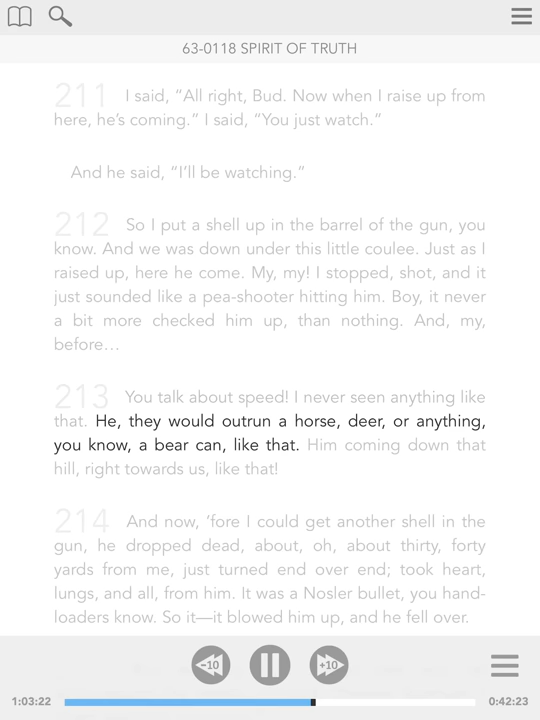 63-0118 SPIRIT OF TRUTH
211 I said, “All right, Bud. Now when I raise up from
here, he’s coming.” I said, “You just watch.”
And he said, “I’ll be watching.”
212 So I put a shell up in the barrel of the gun, you
know. And we was down under this little coulee. Just as I
raised up, here he come. My, my! I stopped, shot, and it
just sounded like a pea-shooter hitting him. Boy, it never
a bit more checked him up, than nothing. And, my,
before…
213 You talk about speed! I never seen anything like
that. He, they would outrun a horse, deer, or anything,
you know, a bear can, like that. Him coming down that
hill, right towards us, like that!
214 And now, ’fore I could get another shell in the
gun, he dropped dead, about, oh, about thirty, forty
yards from me, just turned end over end; took heart,
lungs, and all, from him. It was a Nosler bullet, you hand-
loaders know. So it—it blowed him up, and he fell over.
-10 +10
1:03:22 0:42:23